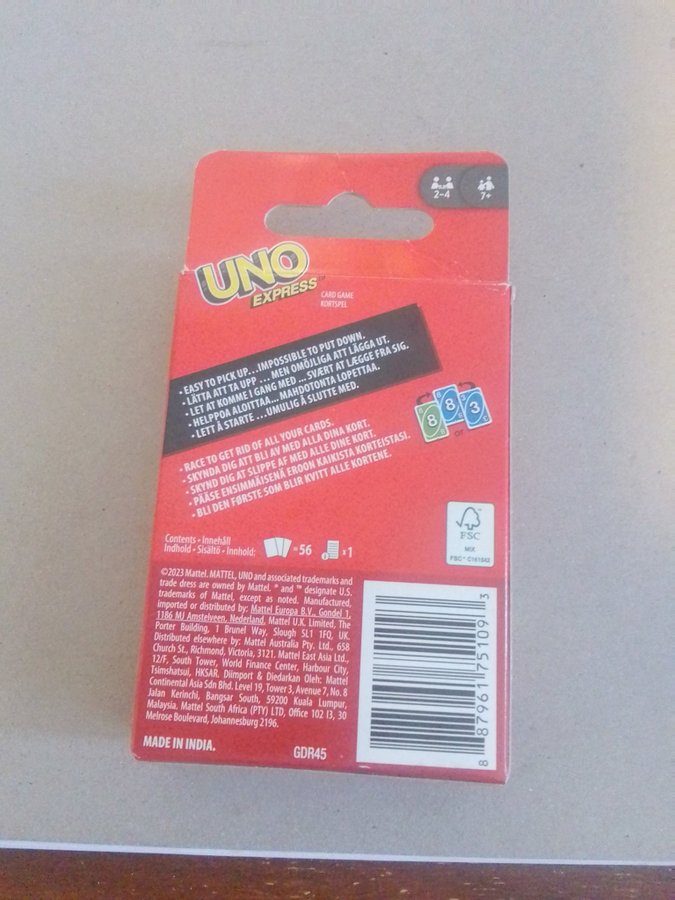 2-4
7+
UNO
EXPRESS™
CARD GAME
KORTSPEL
• EASY TO PICK UP...IMPOSSIBLE TO PUT DOWN.
• LÄTTA ATT TA UPP ... MEN OMÖJLIGA ATT LÄGGA UT.
• LET AT KOMME I GANG MED ... SVÆRT AT LÆGGE FRA SIG.
• HELPPOA ALOITTAA... MAHDOTONTA LOPETTAA.
• LETT Å STARTE ...UMULIG Å SLUTTE MED.
8 8 3
or
• RACE TO GET RID OF ALL YOUR CARDS.
• SKYNDA DIG ATT BLI AV MED ALLA DINA KORT.
• SKYND DIG AT SLIPPE AF MED ALLE DINE KORT.
• PÄÄSE ENSIMMÄISENÄ EROON KAIKISTA KORTEISTASI.
• BLI DEN FØRSTE SOM BLIR KVITT ALLE KORTENE.
FSC
MIX
FSC™ C161642
Contents • Innehåll
Indhold • Sisältö • Innhold:
=56
x1
©2023 Mattel. MATTEL, UNO and associated trademarks and
trade dress are owned by Mattel. ® and ™ designate U.S.
trademarks of Mattel, except as noted. Manufactured,
imported or distributed by: Mattel Europa B.V., Gondel 1,
1186 MJ Amstelveen, Nederland. Mattel U.K. Limited, The
Porter Building, 1 Brunel Way, Slough SL1 1FQ, UK.
Distributed elsewhere by: Mattel Australia Pty. Ltd., 658
Church St., Richmond, Victoria, 3121. Mattel East Asia Ltd.,
12/F, South Tower, World Finance Center, Harbour City,
Tsimshatsui, HKSAR. Diimport & Diedarkan Oleh: Mattel
Continental Asia Sdn Bhd. Level 19, Tower 3, Avenue 7, No. 8
Jalan Kerinchi, Bangsar South, 59200 Kuala Lumpur,
Malaysia. Mattel South Africa (PTY) LTD, Office 102 I3, 30
Melrose Boulevard, Johannesburg 2196.
MADE IN INDIA.
GDR45
8 87961 75109 3